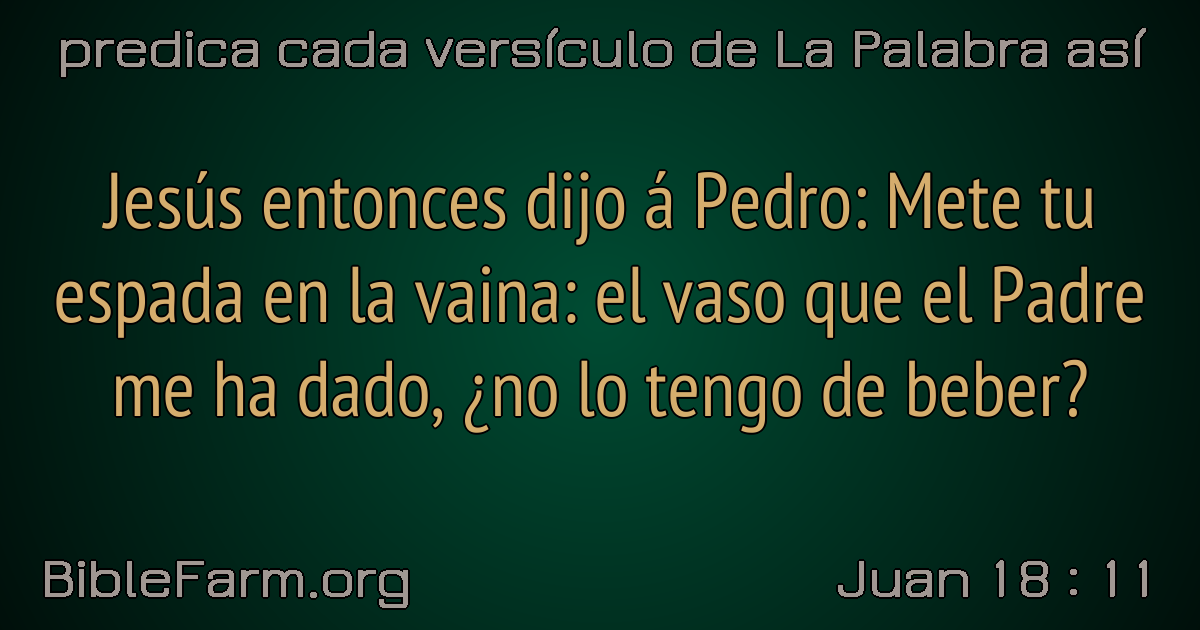 predica cada versículo de La Palabra así
Jesús entonces dijo á Pedro: Mete tu
espada en la vaina: el vaso que el Padre
me ha dado, ¿no lo tengo de beber?
BibleFarm.org
Juan 18 : 11